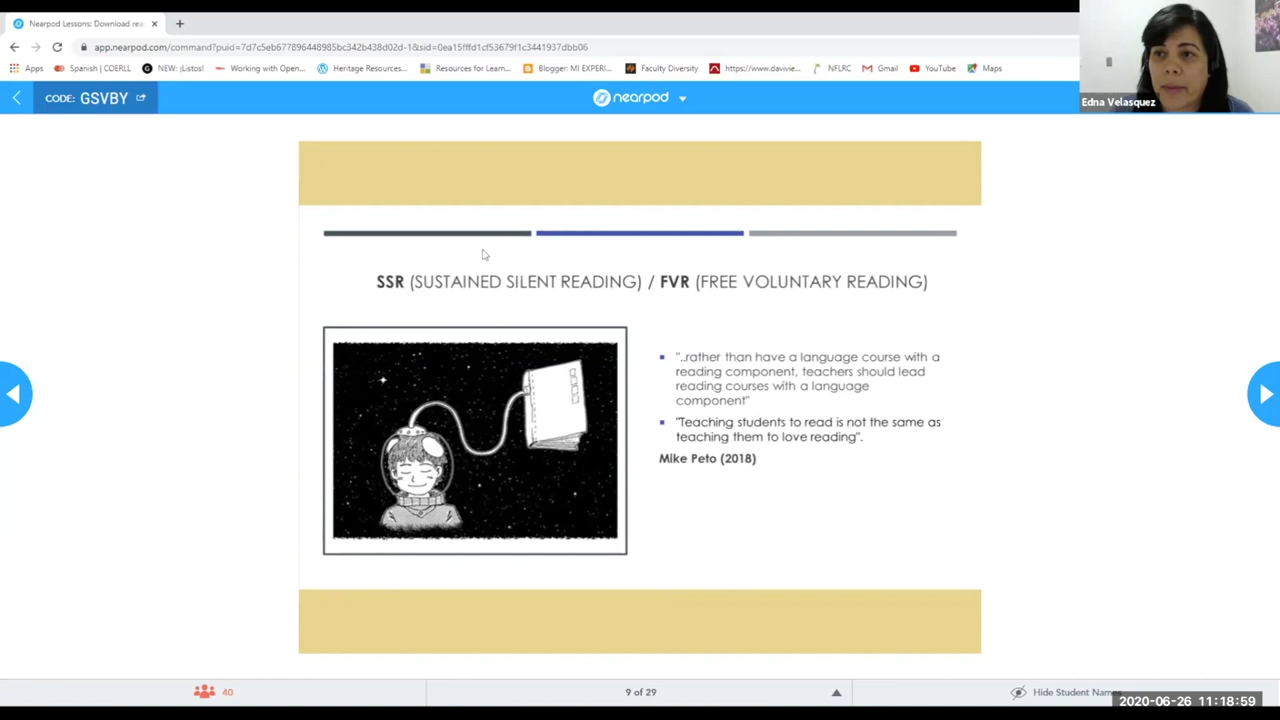 Nearpod Lessons: Download rea
app.nearpod.com/command?puid=7d7c5eb677896448985bc342b438d02d-1&sid=0ea15fffd1cf53679f1c3441937dbb06
Apps Spanish | COERLL NEW: ¡Listos! Working with Open... Heritage Resources... Resources for Learn... Blogger: MI EXPERI... Faculty Diversity https://www.davivie... NFLRC Gmail YouTube Maps
CODE: GSVBY nearpod
Edna Velasquez
SSR (SUSTAINED SILENT READING) / FVR (FREE VOLUNTARY READING)
"..rather than have a language course with a
reading component, teachers should lead
reading courses with a language
component"
"Teaching students to read is not the same as
teaching them to love reading".
Mike Peto (2018)
40 9 of 29 Hide Student Names
2020-06-26 11:18:59